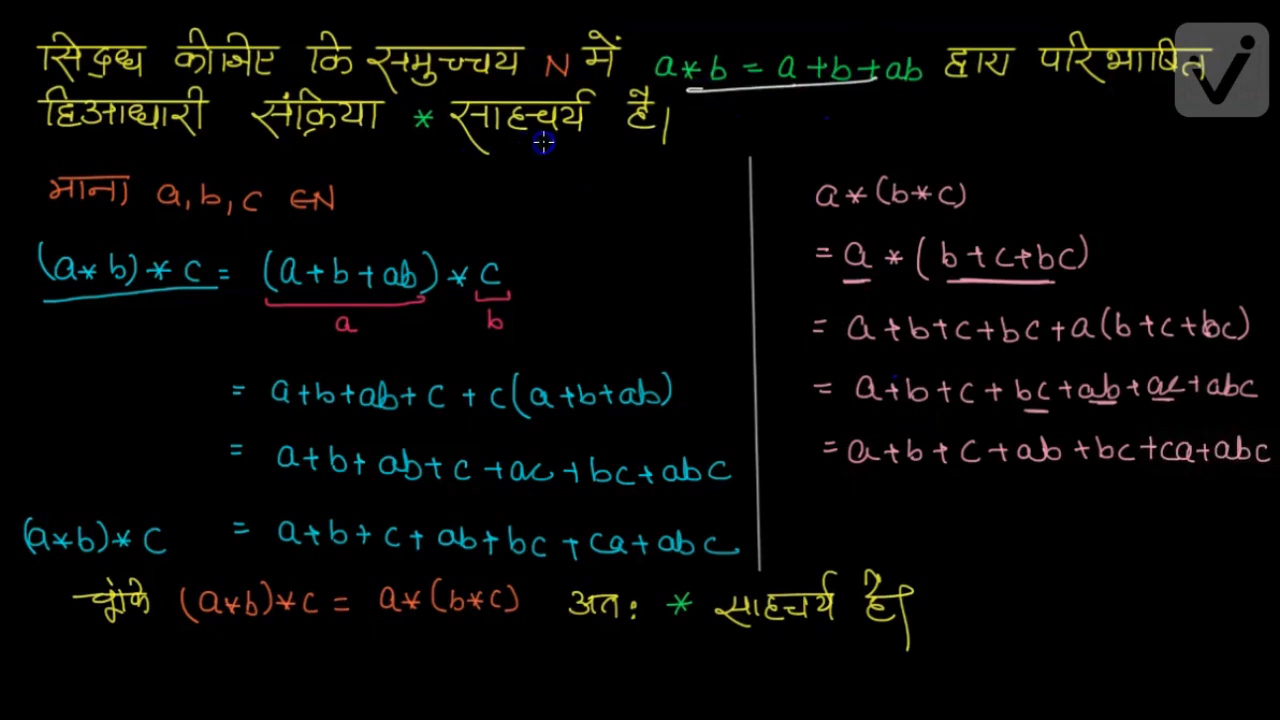 सिद्ध कीजिए कि समुच्चय N में a*b = a+b+ab द्वारा परिभाषित
द्विआधारी संक्रिया * साहचर्य है।
माना a, b, c ∈N
(a*b)*c = (a+b+ab)*c
a b
= a+b+ab+c + c(a+b+ab)
= a+b+ab+c+ac+bc+abc
(a*b)*c = a+b+c+ab+bc+ca+abc
a*(b*c)
= a*(b+c+bc)
= a+b+c+bc+a(b+c+bc)
= a+b+c+bc+ab+ac+abc
= a+b+c+ab+bc+ca+abc
चूंकि (a*b)*c = a*(b*c) अतः * साहचर्य है।